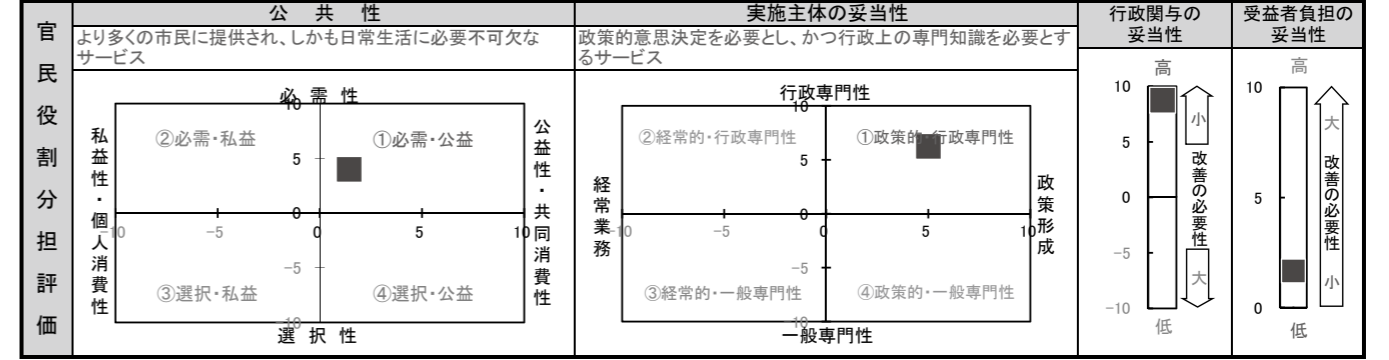 官民役割分担評価
公共性
より多くの市民に提供され、しかも日常生活に必要不可欠な
サービス
必需性
②必需・私益
①必需・公益
③選択・私益
④選択・公益
私益性・個人消費性
公益性・共同消費性
10
5
0
-5
-10
-10
-5
0
5
10
選択性
実施主体の妥当性
政策的意思決定を必要とし、かつ行政上の専門知識を必要とす
るサービス
行政専門性
②経常的・行政専門性
①政策的・行政専門性
③経常的・一般専門性
④政策的・一般専門性
経常業務
政策形成
10
5
0
-5
-10
-10
-5
0
5
10
一般専門性
行政関与の
妥当性
高
10
5
0
-5
-10
低
小
改善の必要性
大
受益者負担の
妥当性
高
10
5
0
低
大
改善の必要性
小